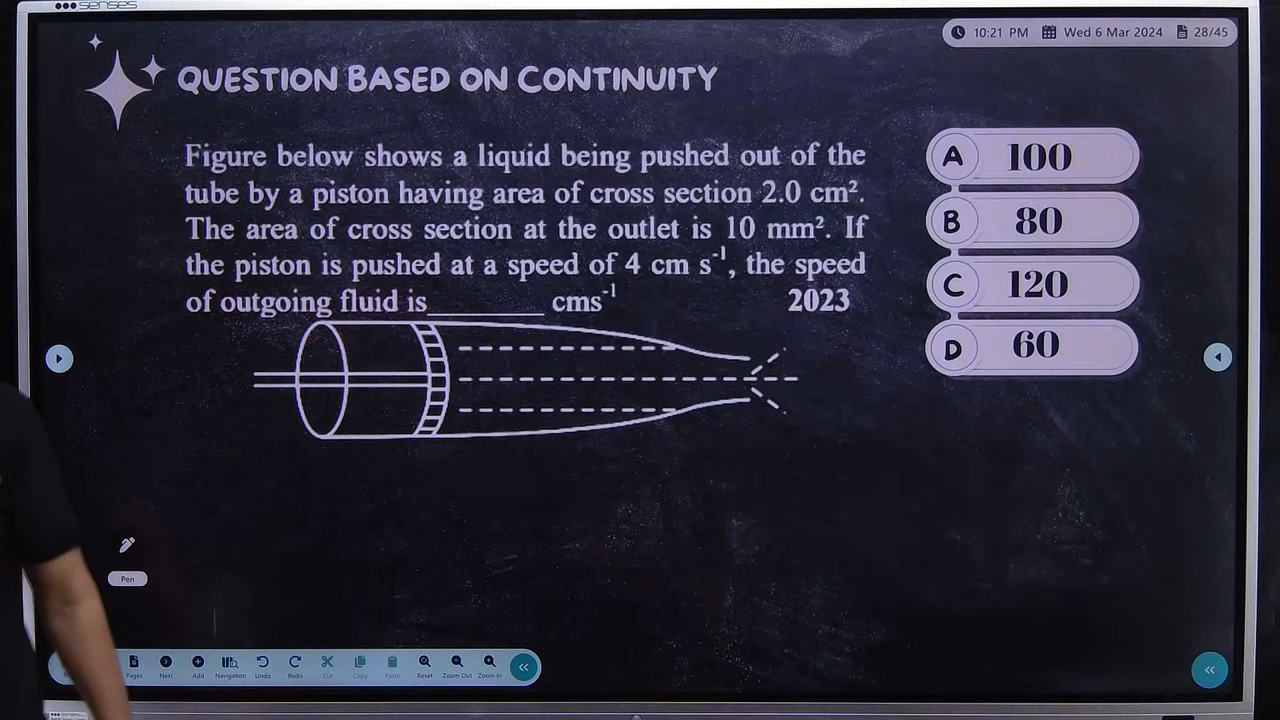 senses
10:21 PM Wed 6 Mar 2024 28/45
QUESTION BASED ON CONTINUITY
Figure below shows a liquid being pushed out of the
tube by a piston having area of cross section 2.0 cm².
The area of cross section at the outlet is 10 mm². If
the piston is pushed at a speed of 4 cm s⁻¹, the speed
of outgoing fluid is________ cms⁻¹ 2023
A 100
B 80
C 120
D 60
Pen
Pages Next Add Navigation Undo Redo Cut Copy Paste Reset Zoom Out Zoom In
senses